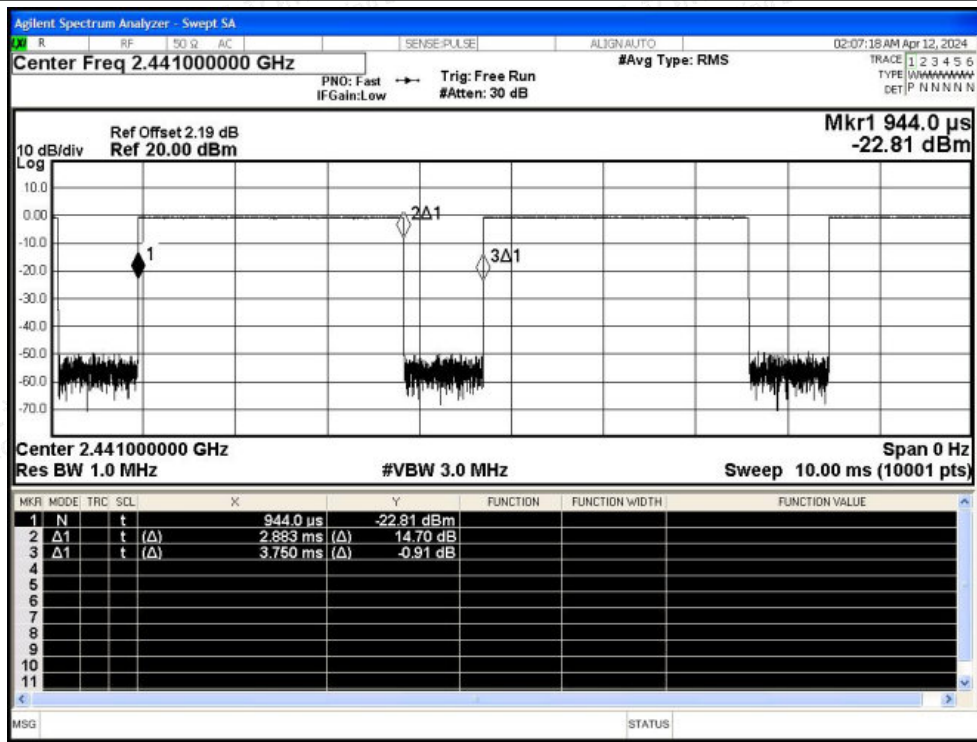 Agilent Spectrum Analyzer - Swept SA
LXI R RF 50 Ω AC SENSE:PULSE ALIGNAUTO 02:07:18 AM Apr 12, 2024
Center Freq 2.441000000 GHz #Avg Type: RMS TRACE 1 2 3 4 5 6
PNO: Fast Trig: Free Run TYPE WWWWWW
IFGain:Low #Atten: 30 dB DET P N N N N N
Mkr1 944.0 µs
Ref Offset 2.19 dB
10 dB/div Ref 20.00 dBm -22.81 dBm
Log
10.0
0.00 2Δ1
-10.0
1
3Δ1
-20.0
-30.0
-40.0
-50.0
-60.0
-70.0
Center 2.441000000 GHz Span 0 Hz
Res BW 1.0 MHz #VBW 3.0 MHz Sweep 10.00 ms (10001 pts)
MKR MODE TRC SCL X Y FUNCTION FUNCTION WIDTH FUNCTION VALUE
1 N t 944.0 µs -22.81 dBm
2 Δ1 t (Δ) 2.883 ms (Δ) 14.70 dB
3 Δ1 t (Δ) 3.750 ms (Δ) -0.91 dB
4
5
6
7
8
9
10
11
MSG STATUS